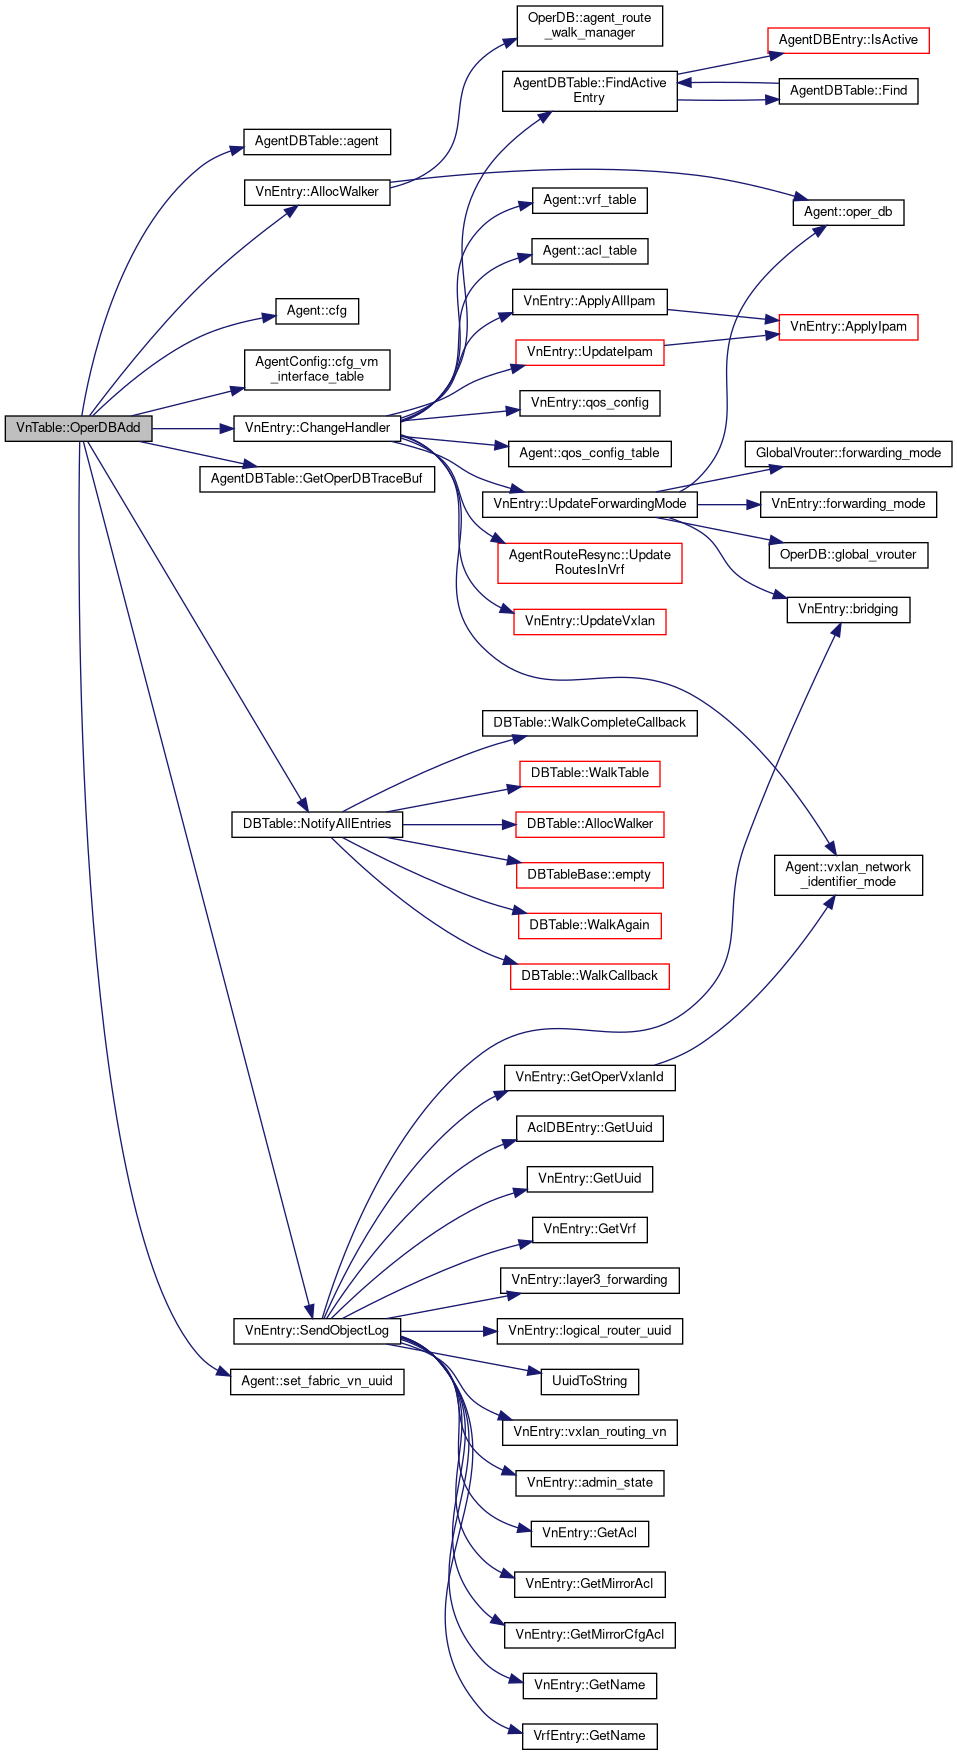 OperDB::agent_route
_walk_manager
AgentDBEntry::IsActive
AgentDBTable::FindActive
Entry
AgentDBTable::Find
AgentDBTable::agent
VnEntry::AllocWalker
Agent::vrf_table
Agent::oper_db
Agent::acl_table
Agent::cfg
VnEntry::ApplyAllIpam
VnEntry::ApplyIpam
VnEntry::UpdateIpam
AgentConfig::cfg_vm
_interface_table
VnEntry::qos_config
VnTable::OperDBAdd
VnEntry::ChangeHandler
Agent::qos_config_table
GlobalVrouter::forwarding_mode
AgentDBTable::GetOperDBTraceBuf
VnEntry::UpdateForwardingMode
VnEntry::forwarding_mode
AgentRouteResync::Update
RoutesInVrf
OperDB::global_vrouter
VnEntry::bridging
VnEntry::UpdateVxlan
DBTable::WalkCompleteCallback
DBTable::WalkTable
DBTable::NotifyAllEntries
DBTable::AllocWalker
DBTableBase::empty
Agent::vxlan_network
_identifier_mode
DBTable::WalkAgain
DBTable::WalkCallback
VnEntry::GetOperVxlanId
AclDBEntry::GetUuid
VnEntry::GetUuid
VnEntry::GetVrf
VnEntry::layer3_forwarding
VnEntry::SendObjectLog
VnEntry::logical_router_uuid
Agent::set_fabric_vn_uuid
UuidToString
VnEntry::vxlan_routing_vn
VnEntry::admin_state
VnEntry::GetAcl
VnEntry::GetMirrorAcl
VnEntry::GetMirrorCfgAcl
VnEntry::GetName
VrfEntry::GetName